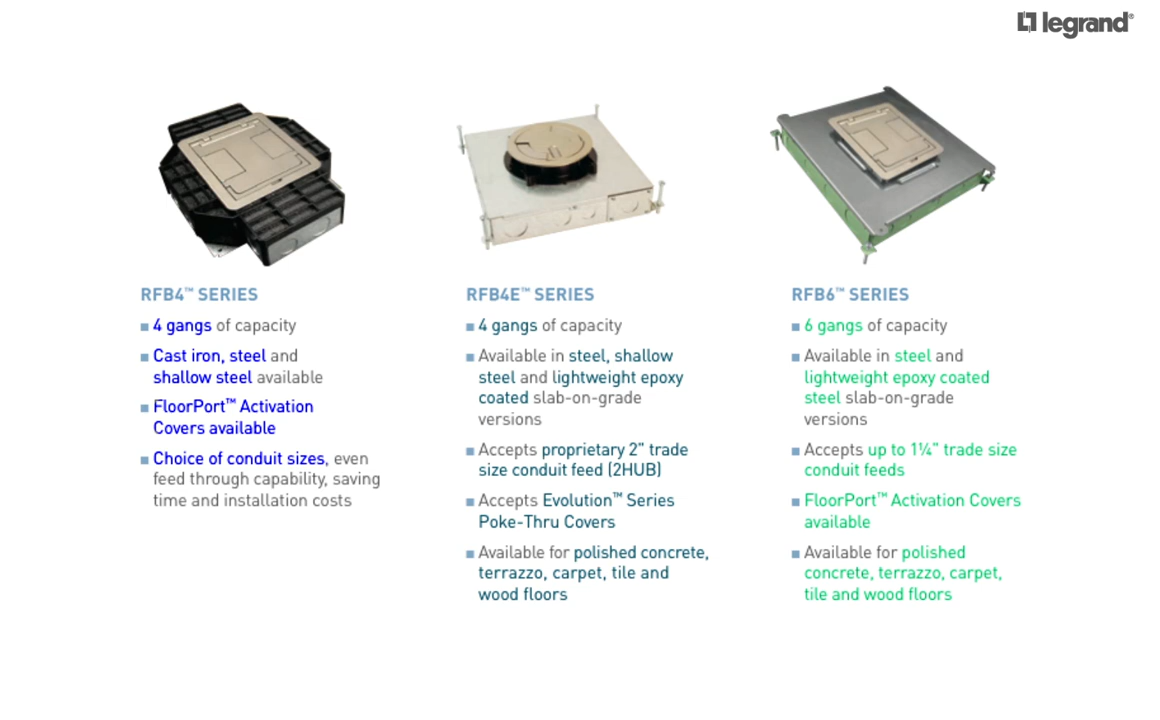 legrand®
RFB4™ SERIES
■ 4 gangs of capacity
■ Cast iron, steel and
shallow steel available
■ FloorPort™ Activation
Covers available
■ Choice of conduit sizes, even
feed through capability, saving
time and installation costs
RFB4E™ SERIES
■ 4 gangs of capacity
■ Available in steel, shallow
steel and lightweight epoxy
coated slab-on-grade
versions
■ Accepts proprietary 2" trade
size conduit feed (2HUB)
■ Accepts Evolution™ Series
Poke-Thru Covers
■ Available for polished concrete,
terrazzo, carpet, tile and
wood floors
RFB6™ SERIES
■ 6 gangs of capacity
■ Available in steel and
lightweight epoxy coated
steel slab-on-grade
versions
■ Accepts up to 1¼" trade size
conduit feeds
■ FloorPort™ Activation Covers
available
■ Available for polished
concrete, terrazzo, carpet,
tile and wood floors